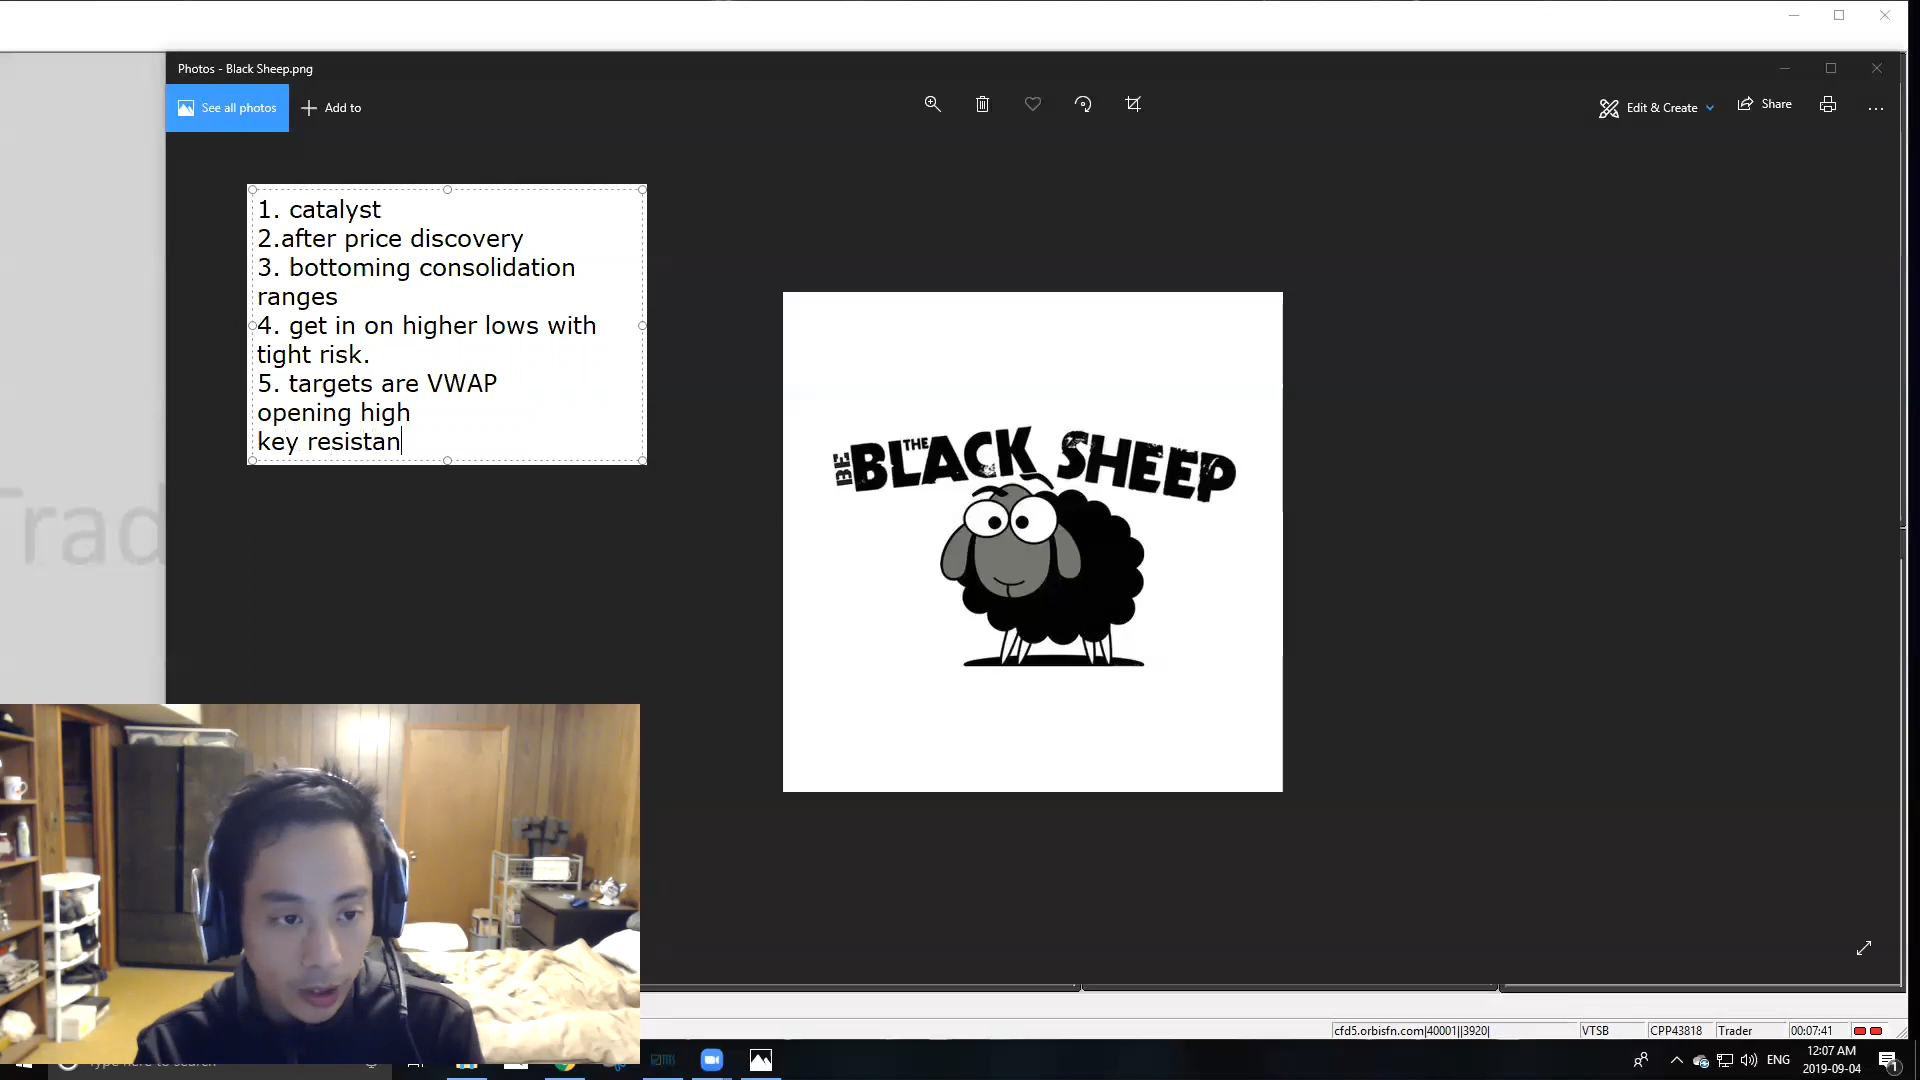 Photos - Black Sheep.png
See all photos
Add to
Edit & Create
Share
1. catalyst
2.after price discovery
3. bottoming consolidation
ranges
4. get in on higher lows with
tight risk.
5. targets are VWAP
opening high
key resistan
Trad
BE THE BLACK SHEEP
cfd5.orbisfn.com|40001||3920|
VTSB
CPP43818
Trader
00:07:41
ENG
12:07 AM
2019-09-04
1